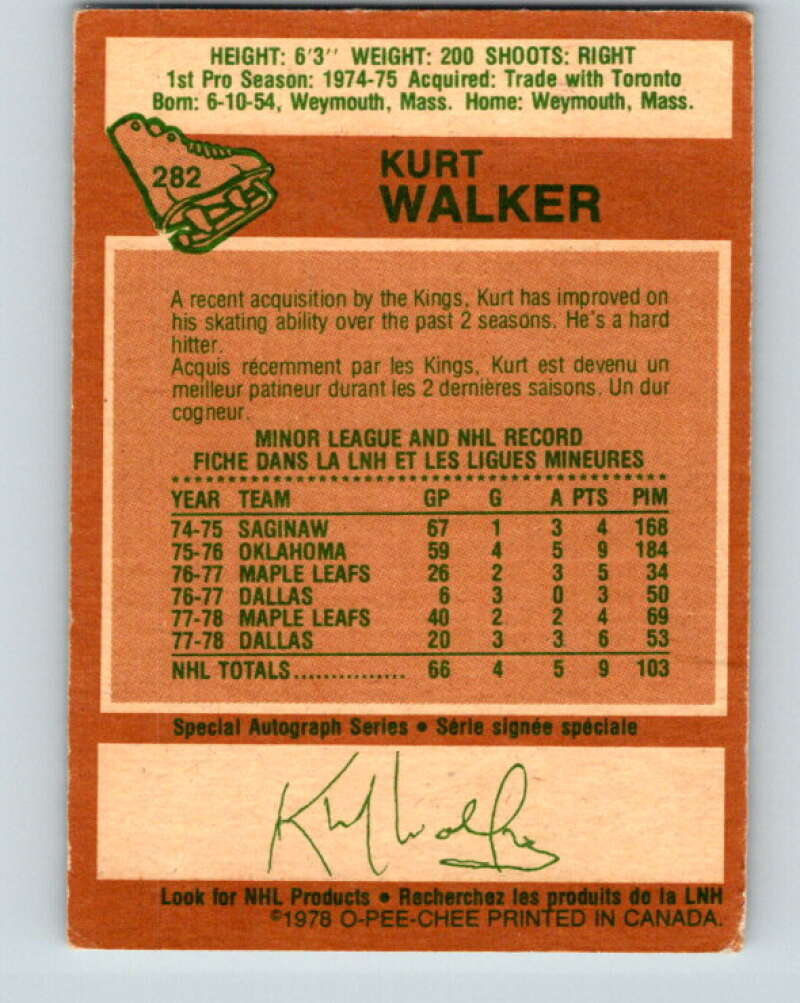 HEIGHT: 6'3" WEIGHT: 200 SHOOTS: RIGHT
1st Pro Season: 1974-75 Acquired: Trade with Toronto
Born: 6-10-54, Weymouth, Mass. Home: Weymouth, Mass.
282
KURT
WALKER
A recent acquisition by the Kings, Kurt has improved on
his skating ability over the past 2 seasons. He's a hard
hitter.
Acquis récemment par les Kings, Kurt est devenu un
meilleur patineur durant les 2 dernières saisons. Un dur
cogneur.
MINOR LEAGUE AND NHL RECORD
FICHE DANS LA LNH ET LES LIGUES MINEURES
YEAR TEAM GP G A PTS PIM
74-75 SAGINAW 67 1 3 4 168
75-76 OKLAHOMA 59 4 5 9 184
76-77 MAPLE LEAFS 26 2 3 5 34
76-77 DALLAS 6 3 0 3 50
77-78 MAPLE LEAFS 40 2 2 4 69
77-78 DALLAS 20 3 3 6 53
NHL TOTALS............... 66 4 5 9 103
Special Autograph Series • Série signée spéciale
Kurt Walker
Look for NHL Products • Recherchez les produits de la LNH
©1978 O-PEE-CHEE PRINTED IN CANADA.